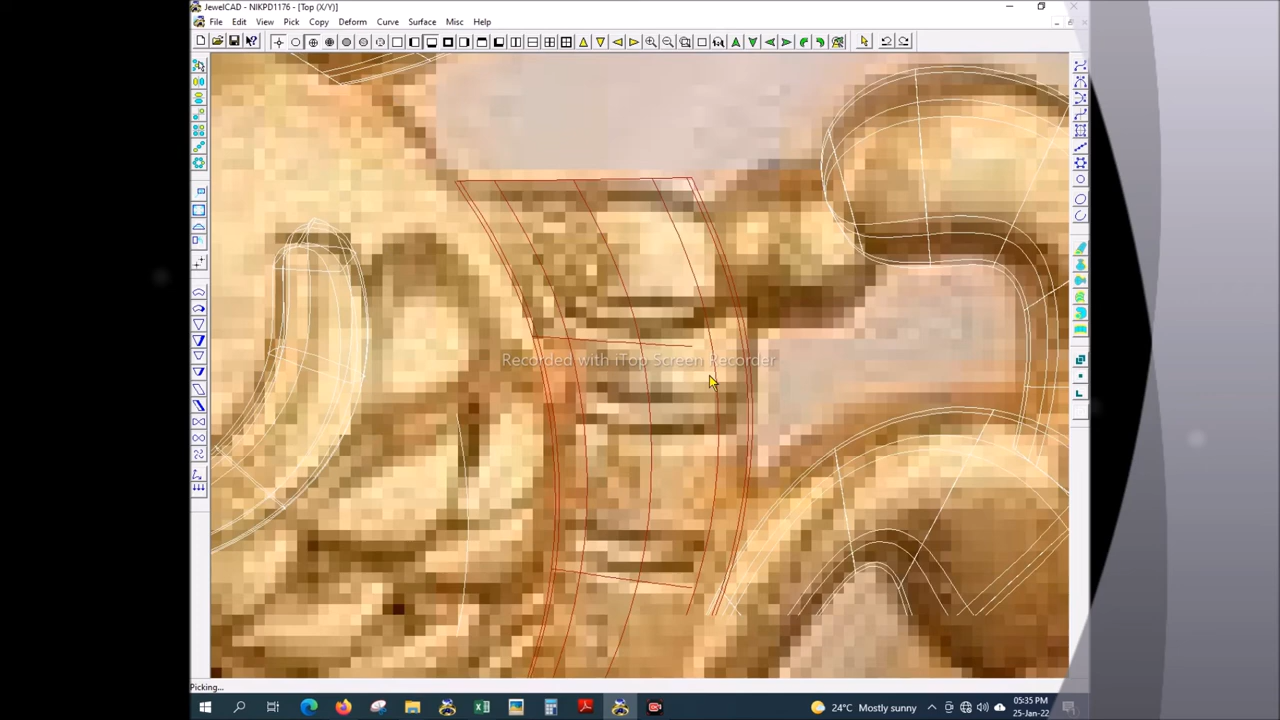 JewelCAD - NIKPD1176 - [Top (X/Y)]
File Edit View Pick Copy Deform Curve Surface Misc Help
Recorded with iTop Screen Recorder
Picking...
24°C Mostly sunny
05:35 PM
25-Jan-22